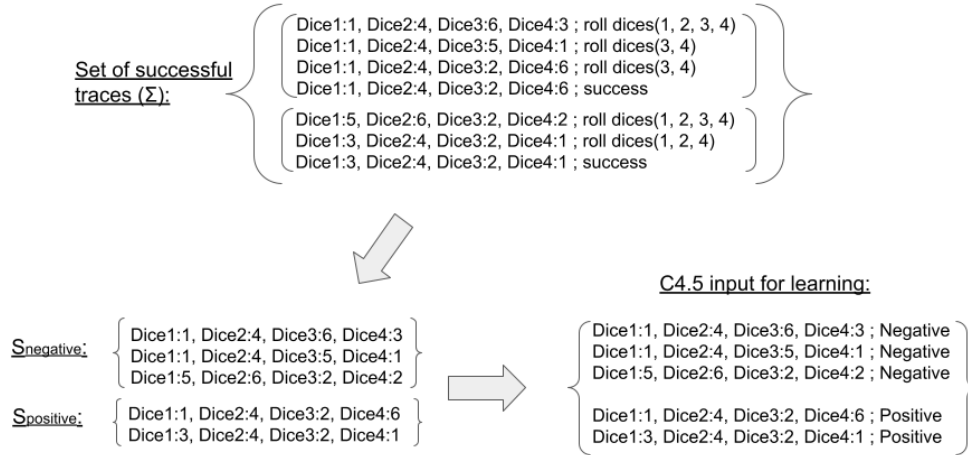 Set of successful
traces (Σ):
Dice1:1, Dice2:4, Dice3:6, Dice4:3 ; roll dices(1, 2, 3, 4)
Dice1:1, Dice2:4, Dice3:5, Dice4:1 ; roll dices(3, 4)
Dice1:1, Dice2:4, Dice3:2, Dice4:6 ; roll dices(3, 4)
Dice1:1, Dice2:4, Dice3:2, Dice4:6 ; success
Dice1:5, Dice2:6, Dice3:2, Dice4:2 ; roll dices(1, 2, 3, 4)
Dice1:3, Dice2:4, Dice3:2, Dice4:1 ; roll dices(1, 2, 4)
Dice1:3, Dice2:4, Dice3:2, Dice4:1 ; success
Snegative:
Dice1:1, Dice2:4, Dice3:6, Dice4:3
Dice1:1, Dice2:4, Dice3:5, Dice4:1
Dice1:5, Dice2:6, Dice3:2, Dice4:2
Spositive:
Dice1:1, Dice2:4, Dice3:2, Dice4:6
Dice1:3, Dice2:4, Dice3:2, Dice4:1
C4.5 input for learning:
Dice1:1, Dice2:4, Dice3:6, Dice4:3 ; Negative
Dice1:1, Dice2:4, Dice3:5, Dice4:1 ; Negative
Dice1:5, Dice2:6, Dice3:2, Dice4:2 ; Negative
Dice1:1, Dice2:4, Dice3:2, Dice4:6 ; Positive
Dice1:3, Dice2:4, Dice3:2, Dice4:1 ; Positive